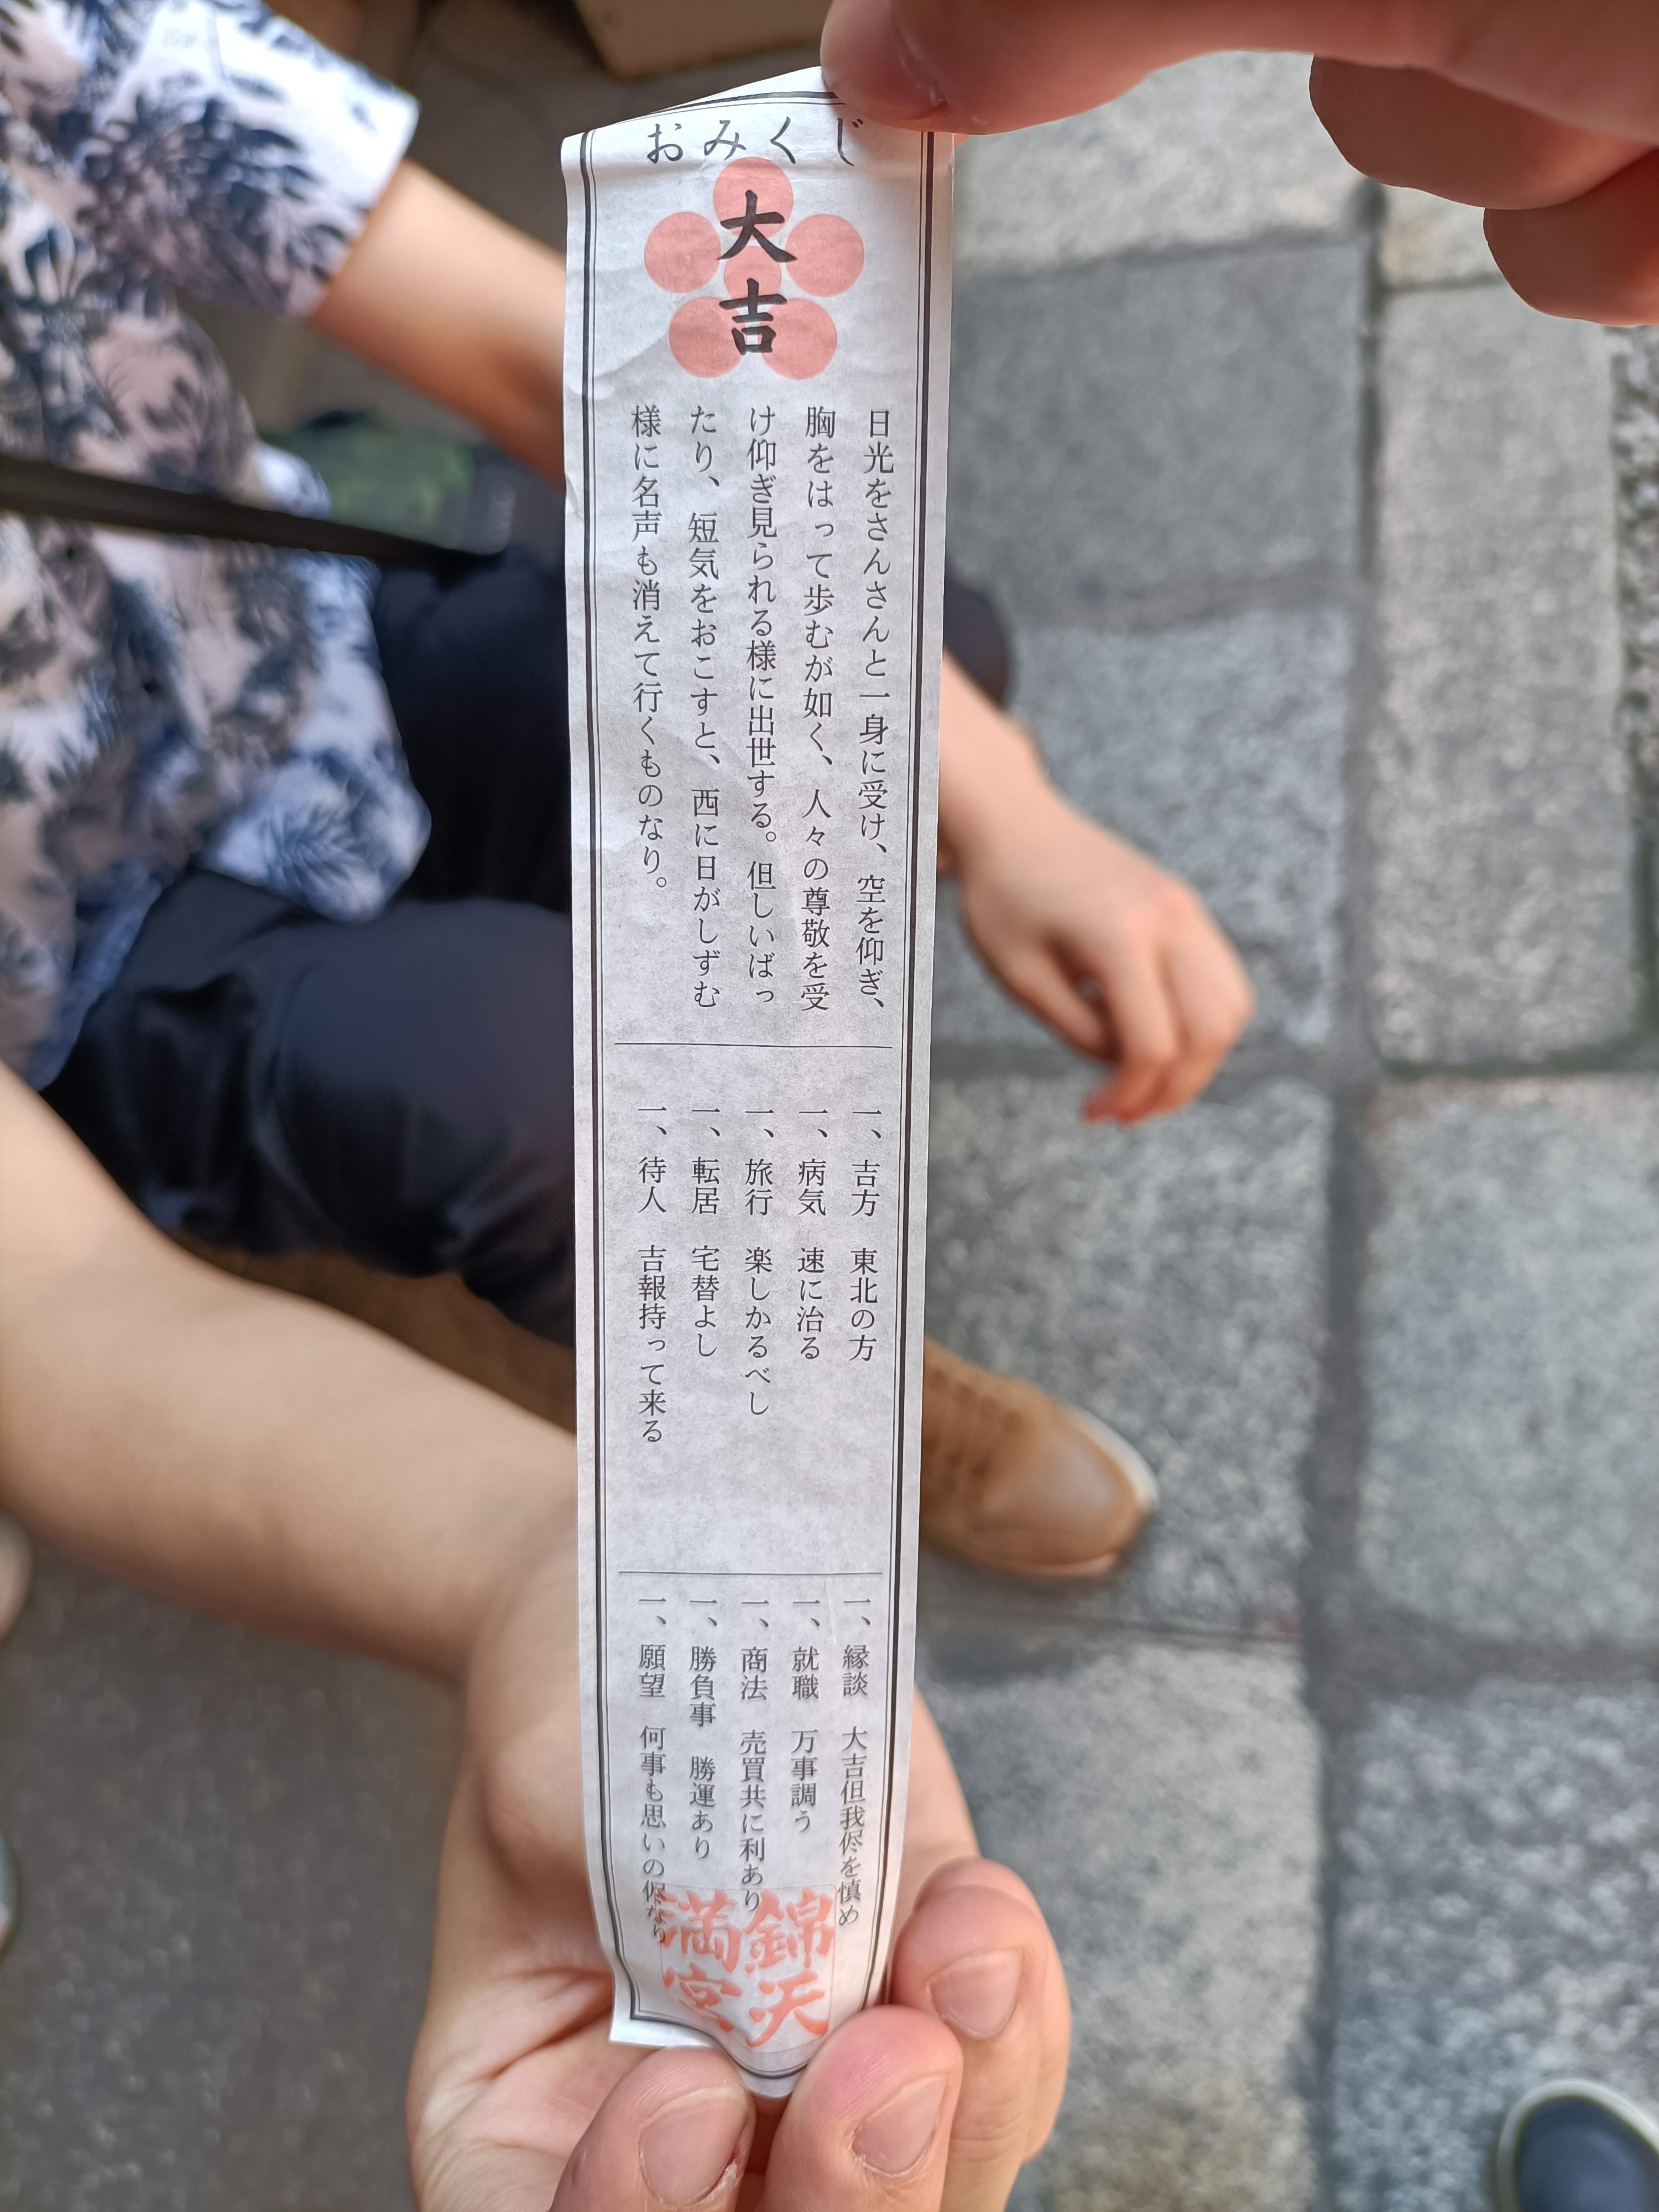 おみくじ
大吉
日光をさんさんと一身に受け、空を仰ぎ、
胸をはって歩むが如く、人々の尊敬を受
け仰ぎ見られる様に出世する。但しいばっ
たり、短気をおこすと、西に日がしずむ
様に名声も消えて行くものなり。
一、吉方 東北の方
一、病気 速に治る
一、旅行 楽しかるべし
一、転居 宅替よし
一、待人 吉報持って来る
一、縁談 大吉但我侭を慎め
一、就職 万事調う
一、商法 売買共に利あり
一、勝負事 勝運あり
一、願望 何事も思いの侭なり
錦天
満宮